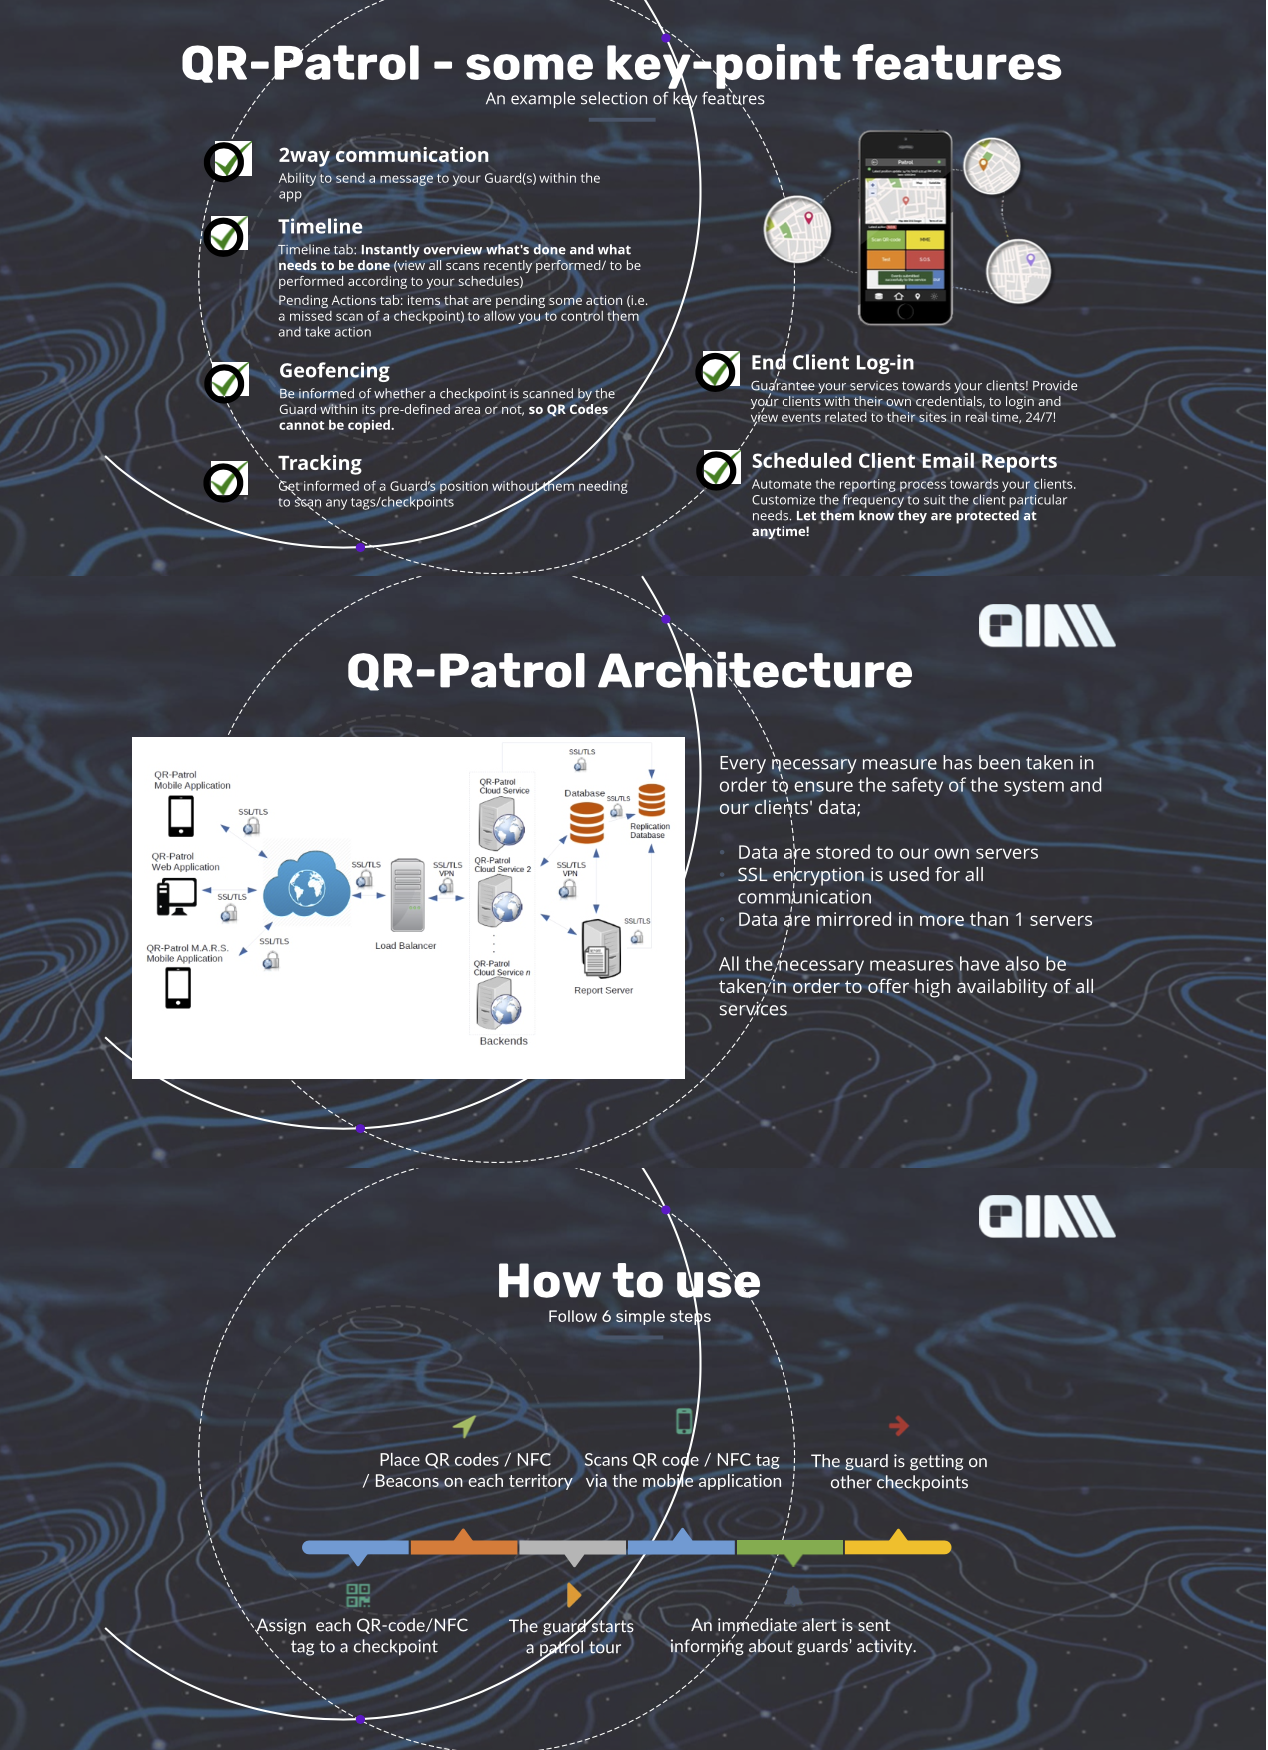 QR-Patrol - some key-point features
An example selection of key features
2way communication
Ability to send a message to your Guard(s) within the
app
Timeline
Timeline tab: Instantly overview what's done and what
needs to be done (view all scans recently performed/ to be
performed according to your schedules)
Pending Actions tab: items that are pending some action (i.e.
a missed scan of a checkpoint) to allow you to control them
and take action
Geofencing
Be informed of whether a checkpoint is scanned by the
Guard within its pre-defined area or not, so QR Codes
cannot be copied.
Tracking
Get informed of a Guard's position without them needing
to scan any tags/checkpoints
Patrol
Scan QR code
MMS
Text
S.O.S.
End Client Log-in
Guarantee your services towards your clients! Provide
your clients with their own credentials, to login and
view events related to their sites in real time, 24/7!
Scheduled Client Email Reports
Automate the reporting process towards your clients.
Customize the frequency to suit the client particular
needs. Let them know they are protected at
anytime!
QR-Patrol Architecture
QR-Patrol
Mobile Application
SSL/TLS
QR-Patrol
Web Application
SSL/TLS
QR-Patrol M.A.R.S.
Mobile Application
SSL/TLS
SSL/TLS
Load Balancer
SSL/TLS
VPN
QR-Patrol
Cloud Service
QR-Patrol
Cloud Service 2
QR-Patrol
Cloud Service n
Backends
SSL/TLS
Database
SSL/TLS
Replication
Database
SSL/TLS
VPN
SSL/TLS
Report Server
Every necessary measure has been taken in
order to ensure the safety of the system and
our clients' data;
Data are stored to our own servers
SSL encryption is used for all
communication
Data are mirrored in more than 1 servers
All the necessary measures have also be
taken in order to offer high availability of all
services
How to use
Follow 6 simple steps
Place QR codes / NFC
/ Beacons on each territory
Scans QR code / NFC tag
via the mobile application
The guard is getting on
other checkpoints
Assign each QR-code/NFC
tag to a checkpoint
The guard starts
a patrol tour
An immediate alert is sent
informing about guards' activity.